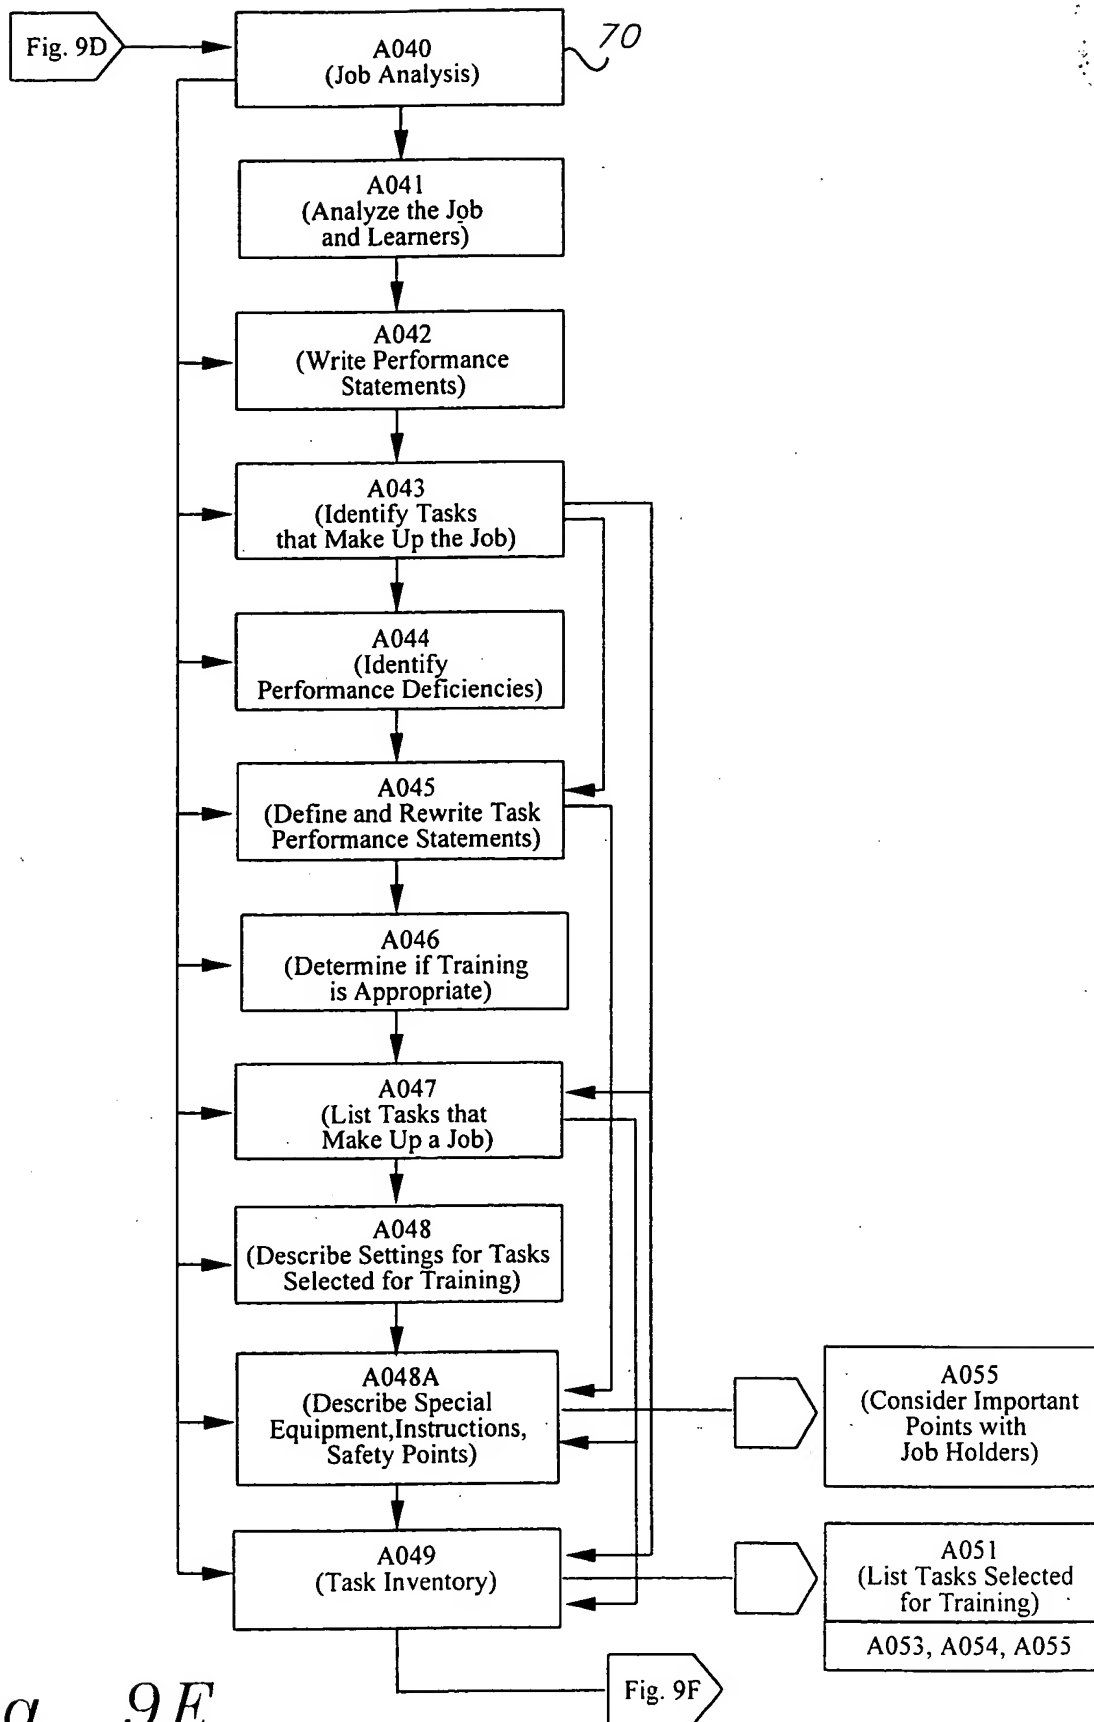 Fig. 9D
A040
(Job Analysis)
70
A041
(Analyze the Job
and Learners)
A042
(Write Performance
Statements)
A043
(Identify Tasks
that Make Up the Job)
A044
(Identify
Performance Deficiencies)
A045
(Define and Rewrite Task
Performance Statements)
A046
(Determine if Training
is Appropriate)
A047
(List Tasks that
Make Up a Job)
A048
(Describe Settings for Tasks
Selected for Training)
A048A
(Describe Special
Equipment,Instructions,
Safety Points)
A055
(Consider Important
Points with
Job Holders)
A049
(Task Inventory)
A051
(List Tasks Selected
for Training)
A053, A054, A055
Fig. 9F
9E